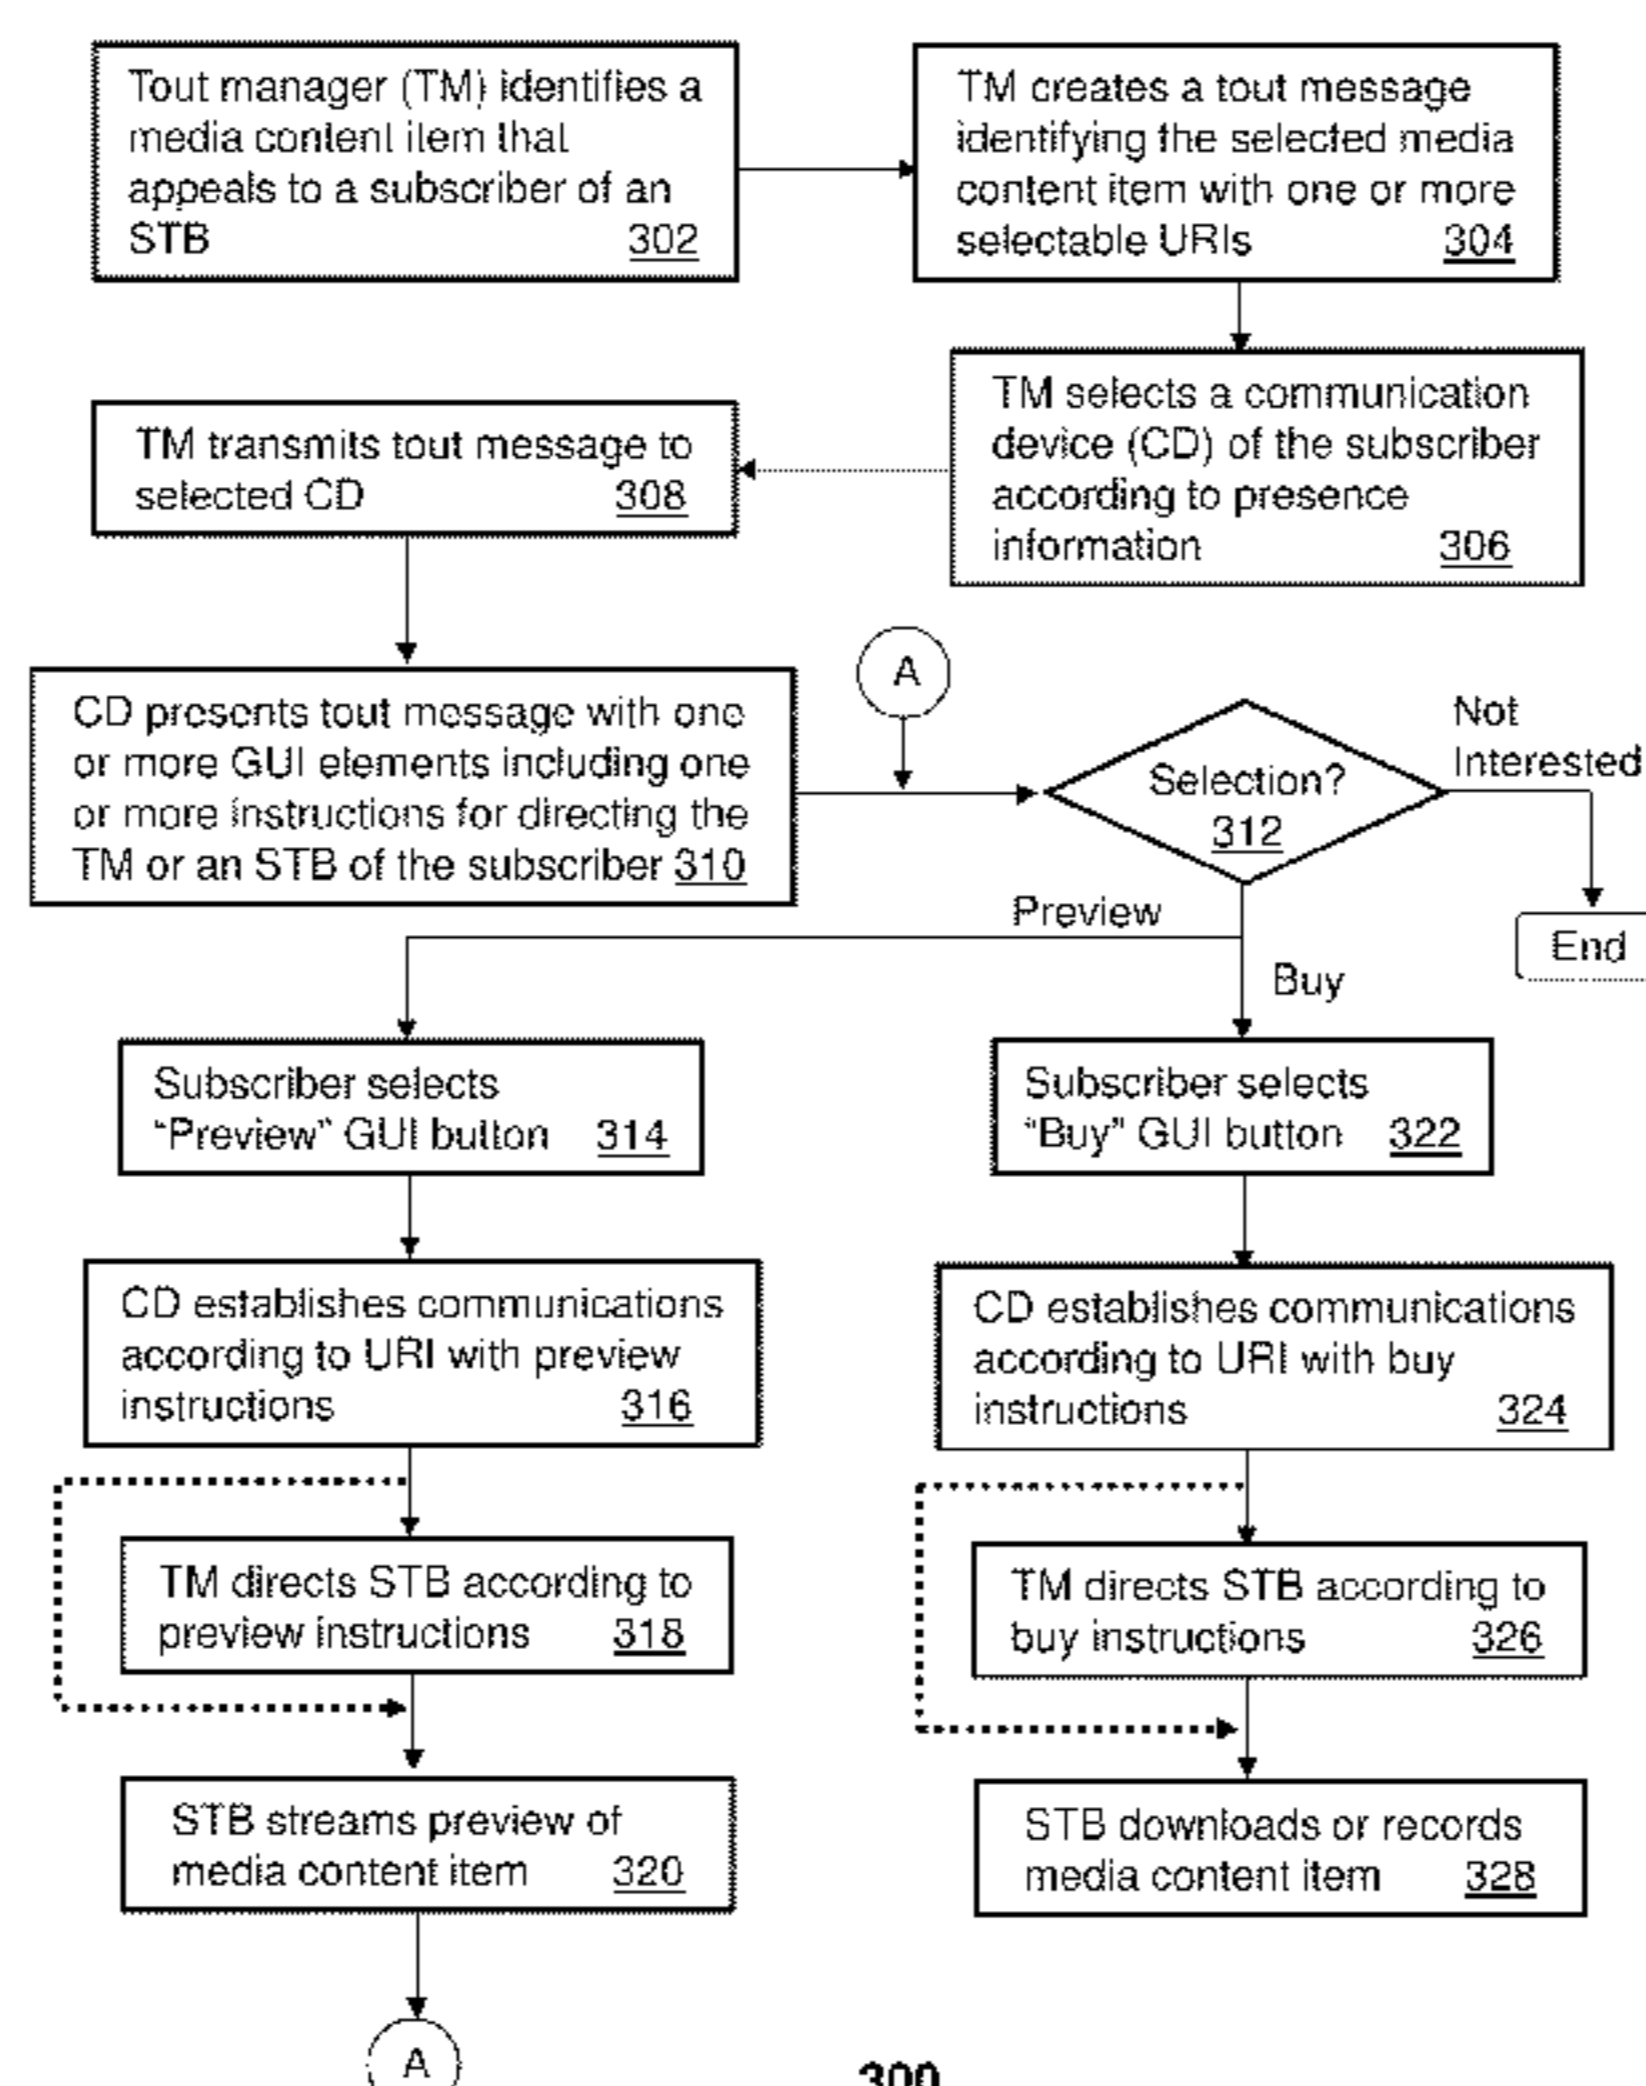 Tout manager (TM) identifies a
media content item that
appeals to a subscriber of an
STB 302
TM creates a tout message
identifying the selected media
content item with one or more
selectable URIs 304
TM selects a communication
device (CD) of the subscriber
according to presence
information 306
TM transmits tout message to
selected CD 308
A
CD presents tout message with one
or more GUI elements including one
or more instructions for directing the
TM or an STB of the subscriber 310
Selection?
312
Not
Interested
End
Preview
Buy
Subscriber selects
"Preview" GUI button 314
Subscriber selects
"Buy" GUI button 322
CD establishes communications
according to URI with preview
instructions 316
CD establishes communications
according to URI with buy
instructions 324
TM directs STB according to
preview instructions 318
TM directs STB according to
buy instructions 326
STB streams preview of
media content item 320
STB downloads or records
media content item 328
A
300